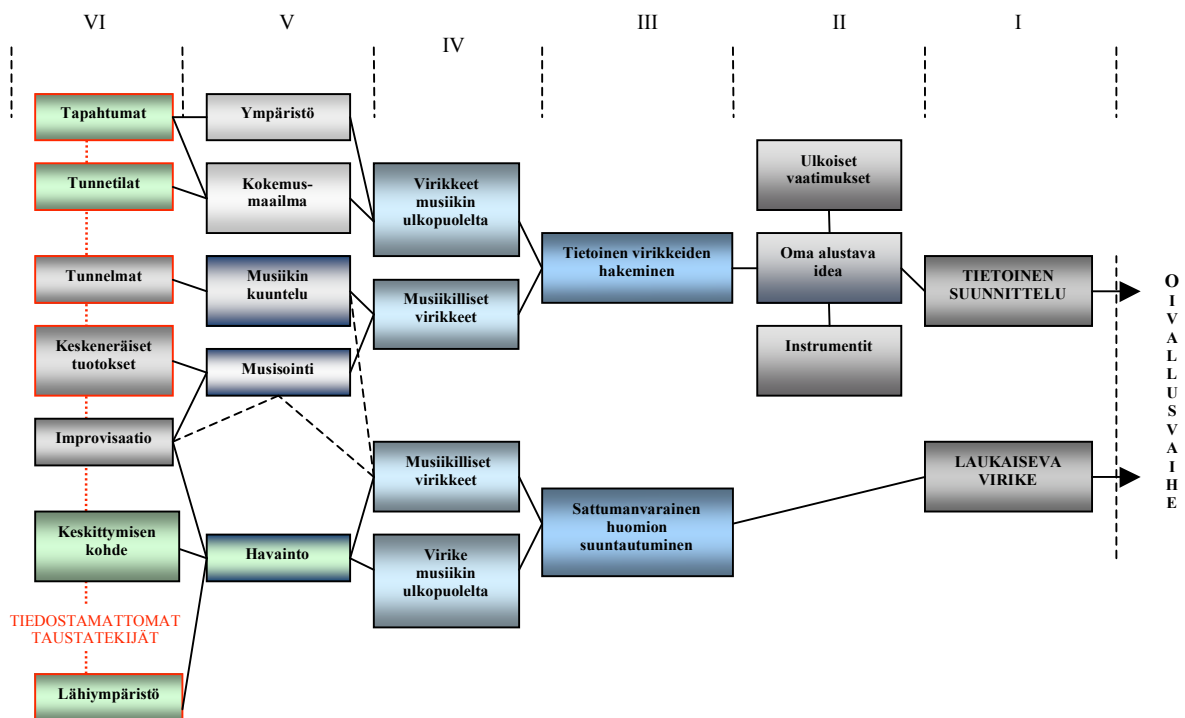 VI
V
IV
III
II
I
Tapahtumat
Tunnetilat
Tunnelmat
Keskeneräiset
tuotokset
Improvisaatio
Keskittymisen
kohde
TIEDOSTAMATTOMAT
TAUSTATEKIJÄT
Lähiympäristö
Ympäristö
Kokemus-
maailma
Musiikin
kuuntelu
Musisointi
Havainto
Virikkeet
musiikin
ulkopuolelta
Musiikilliset
virikkeet
Musiikilliset
virikkeet
Virike
musiikin
ulkopuolelta
Tietoinen virikkeiden
hakeminen
Sattumanvarainen
huomion
suuntautuminen
Ulkoiset
vaatimukset
Oma alustava
idea
Instrumentit
TIETOINEN
SUUNNITTELU
LAUKAISEVA
VIRIKE
OIVALLUSVAIHE